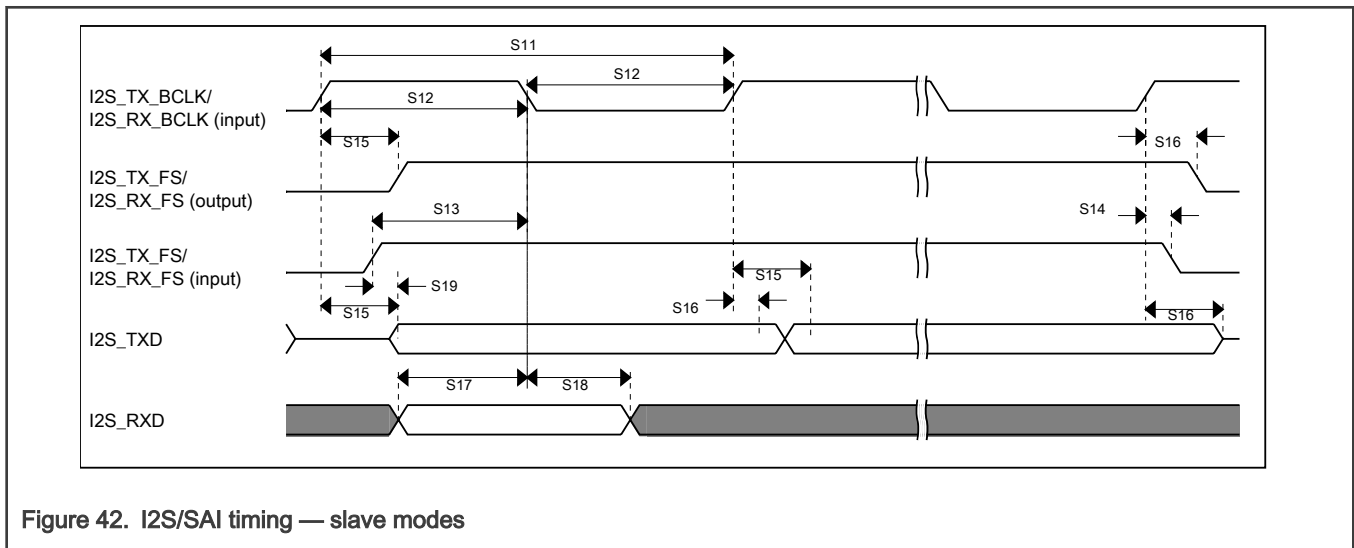 S11
S12
I2S_TX_BCLK/
I2S_RX_BCLK (input)
S12
S15
S16
I2S_TX_FS/
I2S_RX_FS (output)
S13
S14
I2S_TX_FS/
I2S_RX_FS (input)
S15
S19
S16
S15
S16
I2S_TXD
S17
S18
I2S_RXD
Figure 42. I2S/SAI timing — slave modes